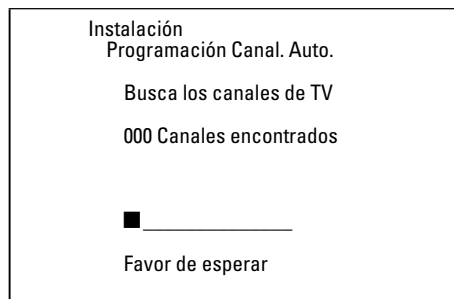 Instalación
Programación Canal. Auto.
Busca los canales de TV
000 Canales encontrados
Favor de esperar